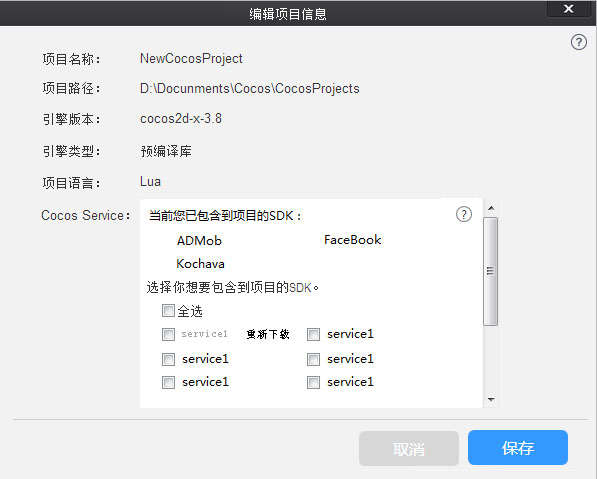 编辑项目信息
项目名称： NewCocosProject
项目路径： D:\Docunments\Cocos\CocosProjects
引擎版本： cocos2d-x-3.8
引擎类型： 预编译库
项目语言： Lua
Cocos Service： 当前您已包含到项目的SDK：
ADMob FaceBook
Kochava
选择你想要包含到项目的SDK。
全选
service1 重新下载 service1
service1 service1
service1 service1
取消 保存